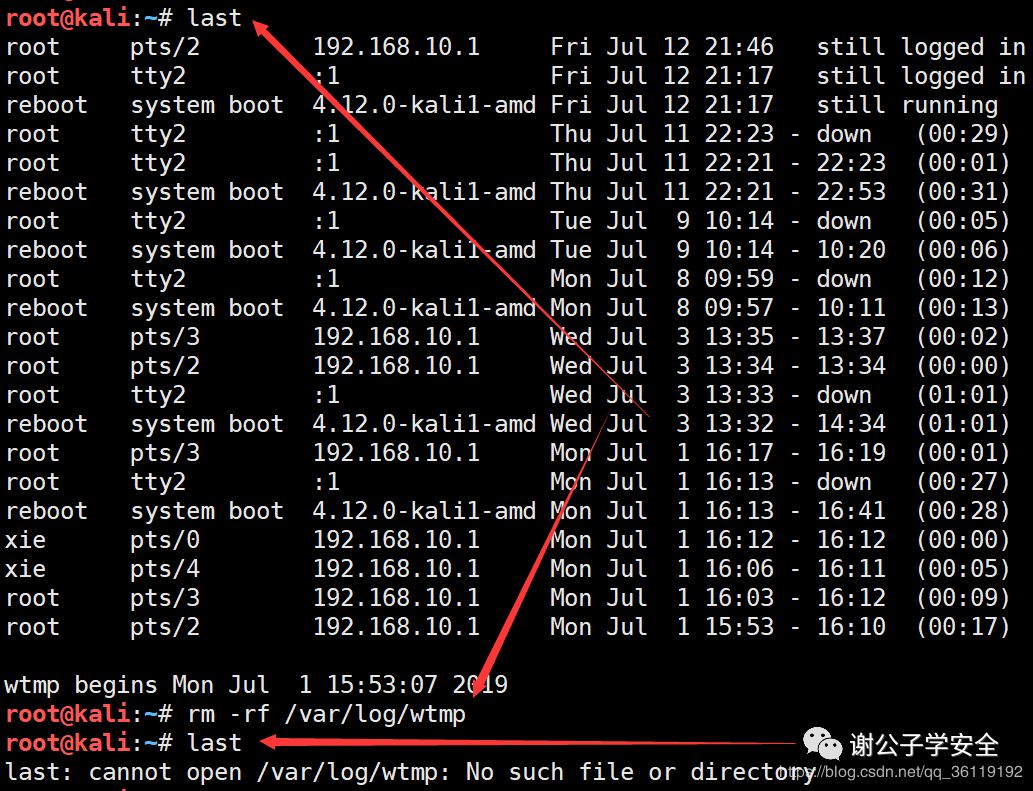 root@kali:~# last
root     pts/2        192.168.10.1     Fri Jul 12 21:46   still logged in
root     tty2         :1               Fri Jul 12 21:17   still logged in
reboot   system boot  4.12.0-kali1-amd Fri Jul 12 21:17   still running
root     tty2         :1               Thu Jul 11 22:23 - down   (00:29)
root     tty2         :1               Thu Jul 11 22:21 - 22:23  (00:01)
reboot   system boot  4.12.0-kali1-amd Thu Jul 11 22:21 - 22:53  (00:31)
root     tty2         :1               Tue Jul  9 10:14 - down   (00:05)
reboot   system boot  4.12.0-kali1-amd Tue Jul  9 10:14 - 10:20  (00:06)
root     tty2         :1               Mon Jul  8 09:59 - down   (00:12)
reboot   system boot  4.12.0-kali1-amd Mon Jul  8 09:57 - 10:11  (00:13)
root     pts/3        192.168.10.1     Wed Jul  3 13:35 - 13:37  (00:02)
root     pts/2        192.168.10.1     Wed Jul  3 13:34 - 13:34  (00:00)
root     tty2         :1               Wed Jul  3 13:33 - down   (01:01)
reboot   system boot  4.12.0-kali1-amd Wed Jul  3 13:32 - 14:34  (01:01)
root     pts/3        192.168.10.1     Mon Jul  1 16:17 - 16:19  (00:01)
root     tty2         :1               Mon Jul  1 16:13 - down   (00:27)
reboot   system boot  4.12.0-kali1-amd Mon Jul  1 16:13 - 16:41  (00:28)
xie      pts/0        192.168.10.1     Mon Jul  1 16:12 - 16:12  (00:00)
xie      pts/4        192.168.10.1     Mon Jul  1 16:06 - 16:11  (00:05)
root     pts/3        192.168.10.1     Mon Jul  1 16:03 - 16:12  (00:09)
root     pts/2        192.168.10.1     Mon Jul  1 15:53 - 16:10  (00:17)
wtmp begins Mon Jul  1 15:53:07 2019
root@kali:~# rm -rf /var/log/wtmp
root@kali:~# last
谢公子学安全
last: cannot open /var/log/wtmp: No such file or directory
https://blog.csdn.net/qq_36119192